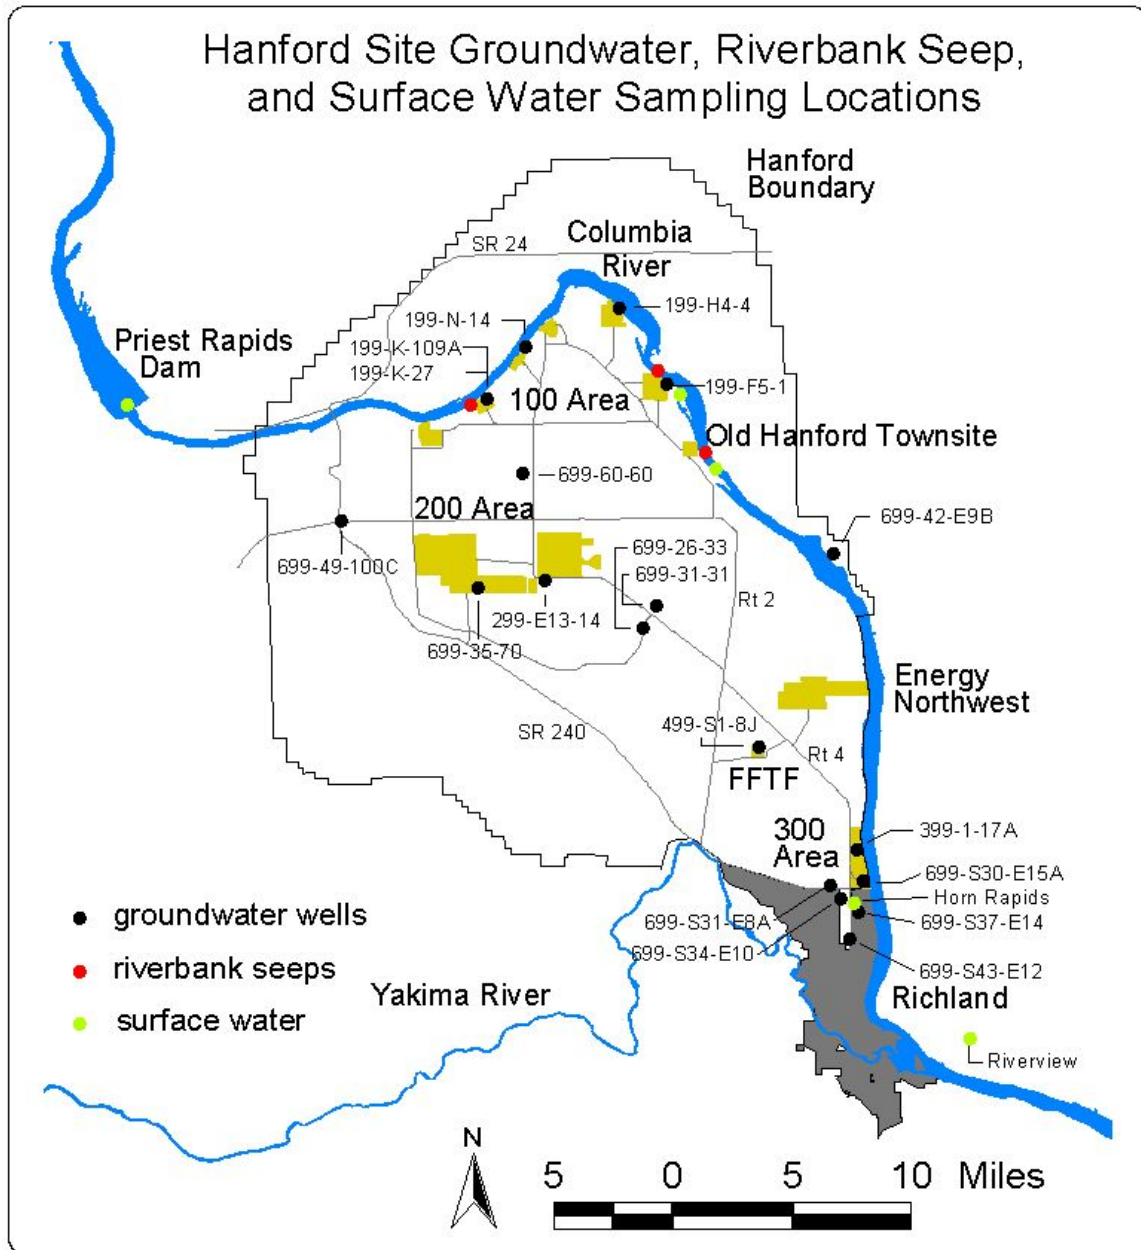 Hanford Site Groundwater, Riverbank Seep,
and Surface Water Sampling Locations
Hanford
Boundary
Columbia
River
SR 24
199-H4-4
199-N-14
199-K-109A
199-K-27
Priest Rapids
Dam
100 Area
199-F5-1
Old Hanford Townsite
699-60-60
200 Area
699-42-E9B
699-26-33
699-31-31
699-49-100C
Rt 2
299-E13-14
699-35-70
Energy
Northwest
499-S1-8J
SR 240
Rt 4
FFTF
300
Area
399-1-17A
699-S30-E15A
Horn Rapids
699-S31-E8A
699-S37-E14
699-S34-E10
699-S43-E12
groundwater wells
riverbank seeps
surface water
Yakima River
Richland
Riverview
N
5 0 5 10 Miles